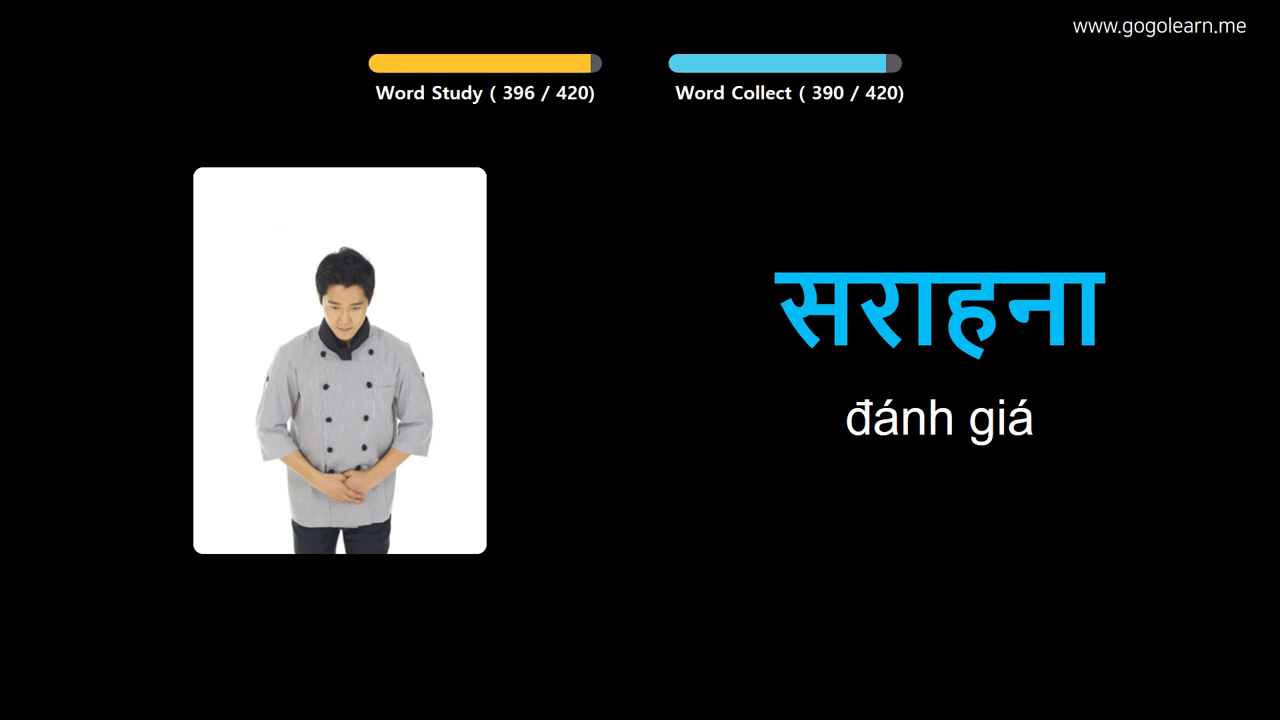 www.gogolearn.me
Word Study ( 396 / 420)
Word Collect ( 390 / 420)
सराहना
đánh giá